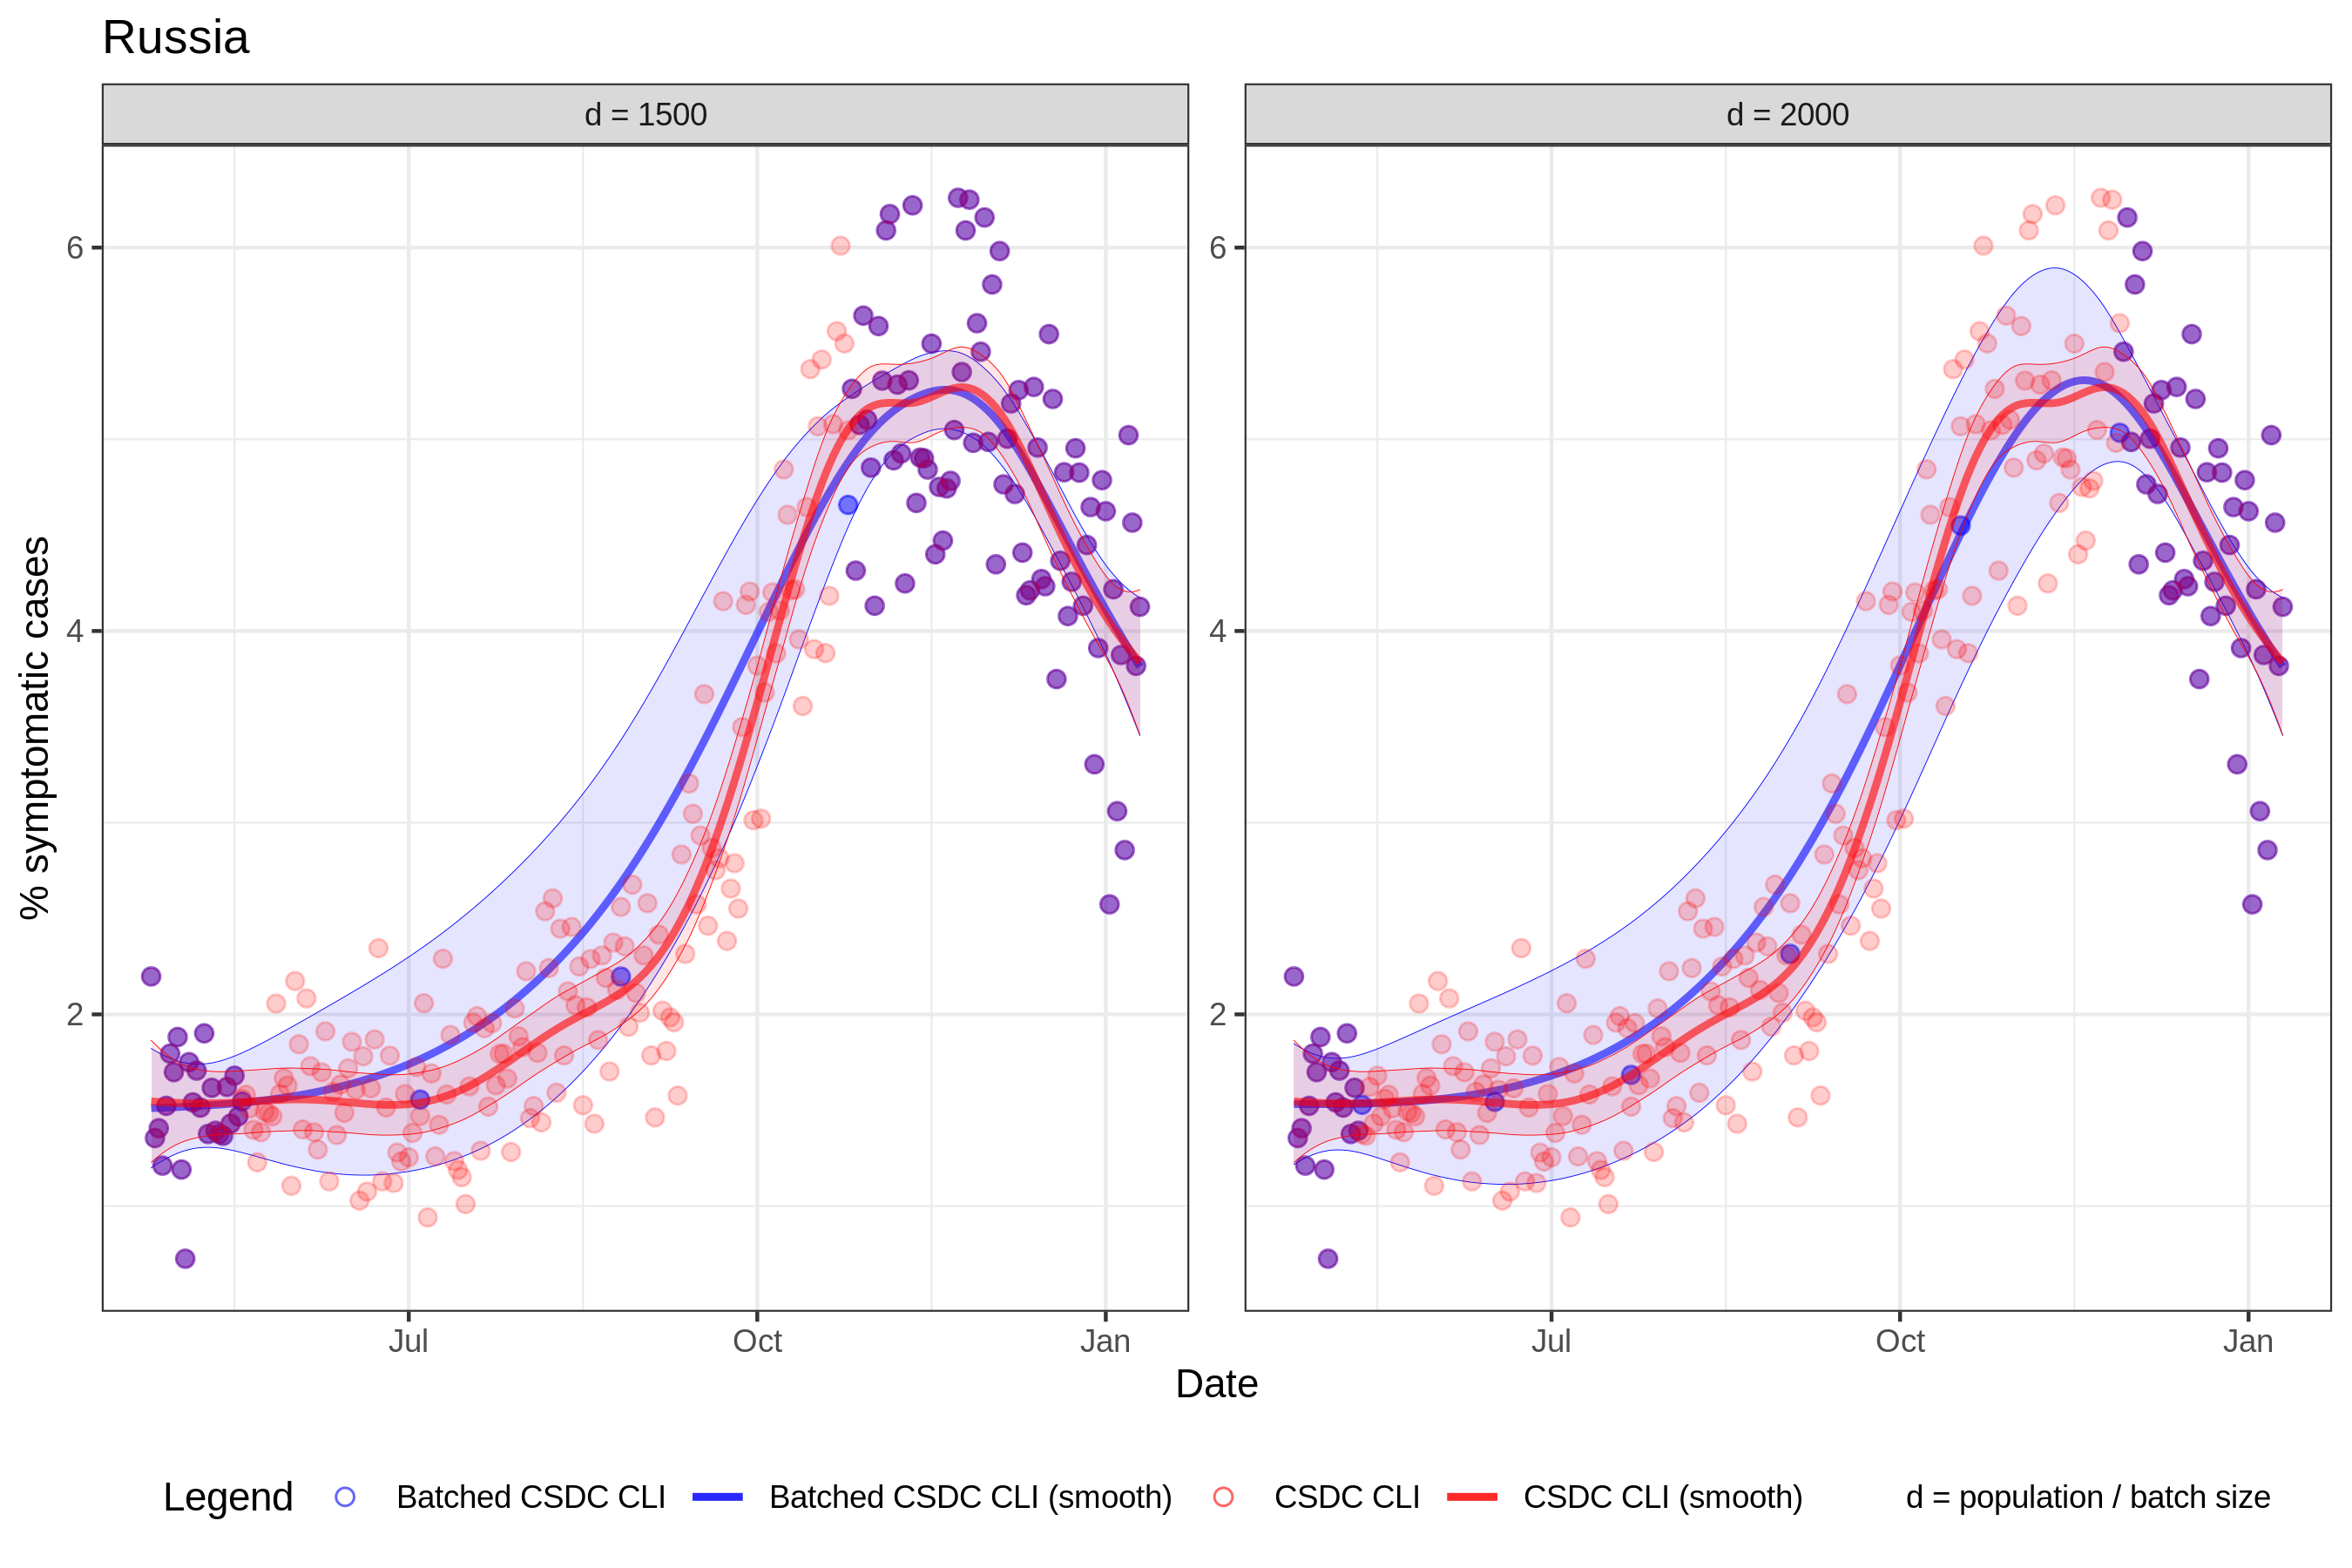 Russia
d = 1500
d = 2000
% symptomatic cases
6
4
2
6
4
2
Jul
Oct
Jan
Jul
Oct
Jan
Date
Legend
Batched CSDC CLI
Batched CSDC CLI (smooth)
CSDC CLI
CSDC CLI (smooth)
d = population / batch size